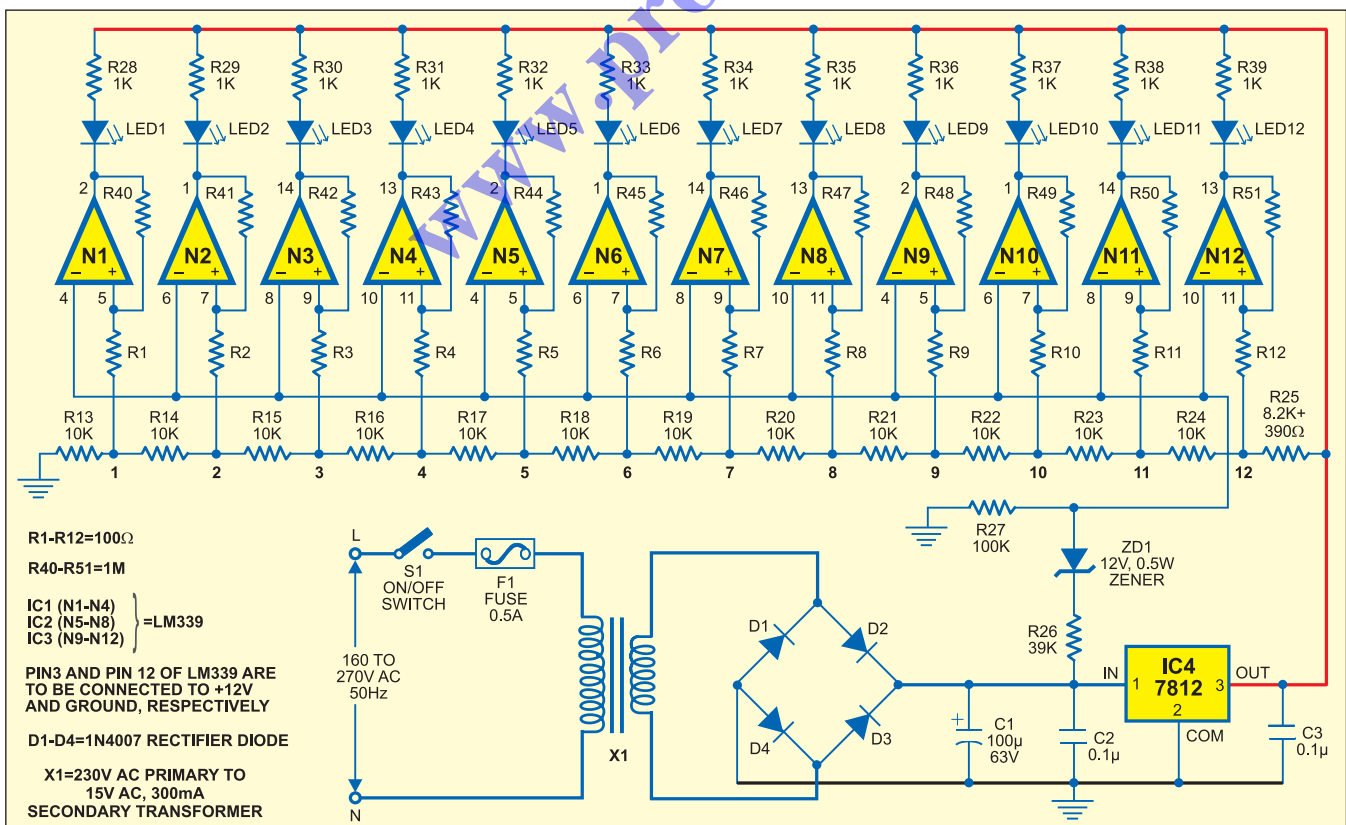 www.pro
R28 R29 R30 R31 R32 R33 R34 R35 R36 R37 R38 R39
1K 1K 1K 1K 1K 1K 1K 1K 1K 1K 1K 1K
LED1 LED2 LED3 LED4 LED5 LED6 LED7 LED8 LED9 LED10 LED11 LED12
2 R40 1 R41 14 R42 13 R43 2 R44 1 R45 14 R46 13 R47 2 R48 1 R49 14 R50 13 R51
N1 N2 N3 N4 N5 N6 N7 N8 N9 N10 N11 N12
− + − + − + − + − + − + − + − + − + − + − + − +
4 5 6 7 8 9 10 11 4 5 6 7 8 9 10 11 4 5 6 7 8 9 10 11
R1 R2 R3 R4 R5 R6 R7 R8 R9 R10 R11 R12
R13 R14 R15 R16 R17 R18 R19 R20 R21 R22 R23 R24 R25
10K 10K 10K 10K 10K 10K 10K 10K 10K 10K 10K 10K 8.2K+
390Ω
1 2 3 4 5 6 7 8 9 10 11 12
R1-R12=100Ω
R40-R51=1M
IC1 (N1-N4)
IC2 (N5-N8) =LM339
IC3 (N9-N12)
PIN3 AND PIN 12 OF LM339 ARE
TO BE CONNECTED TO +12V
AND GROUND, RESPECTIVELY
D1-D4=1N4007 RECTIFIER DIODE
X1=230V AC PRIMARY TO
15V AC, 300mA
SECONDARY TRANSFORMER
L
S1
ON/OFF
SWITCH
F1
FUSE
0.5A
160 TO
270V AC
50Hz
N
X1
D1
D2
D4
D3
R27
100K
ZD1
12V, 0.5W
ZENER
R26
39K
+
C1
100µ
63V
C2
0.1µ
IN
1
IC4
7812
3
OUT
2
COM
C3
0.1µ